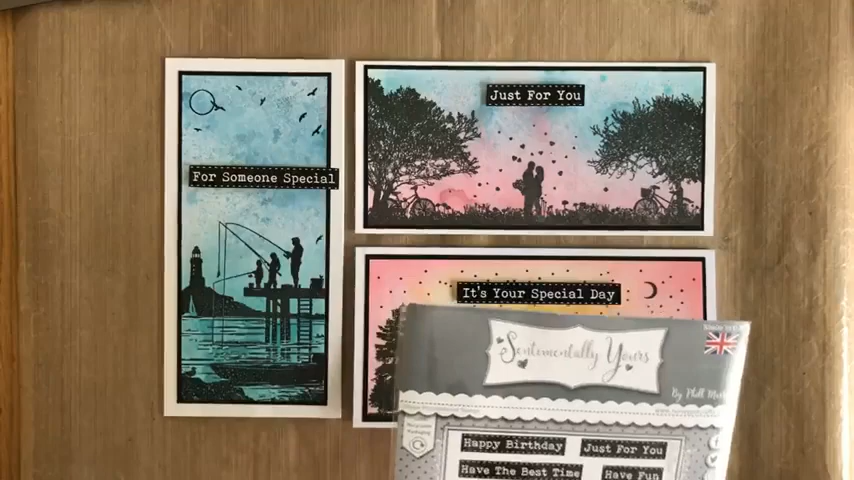 Just For You
For Someone Special
It's Your Special Day
Sentimentally Yours
By Phill
Happy Birthday
Just For You
Have The Best Time
Have Fun